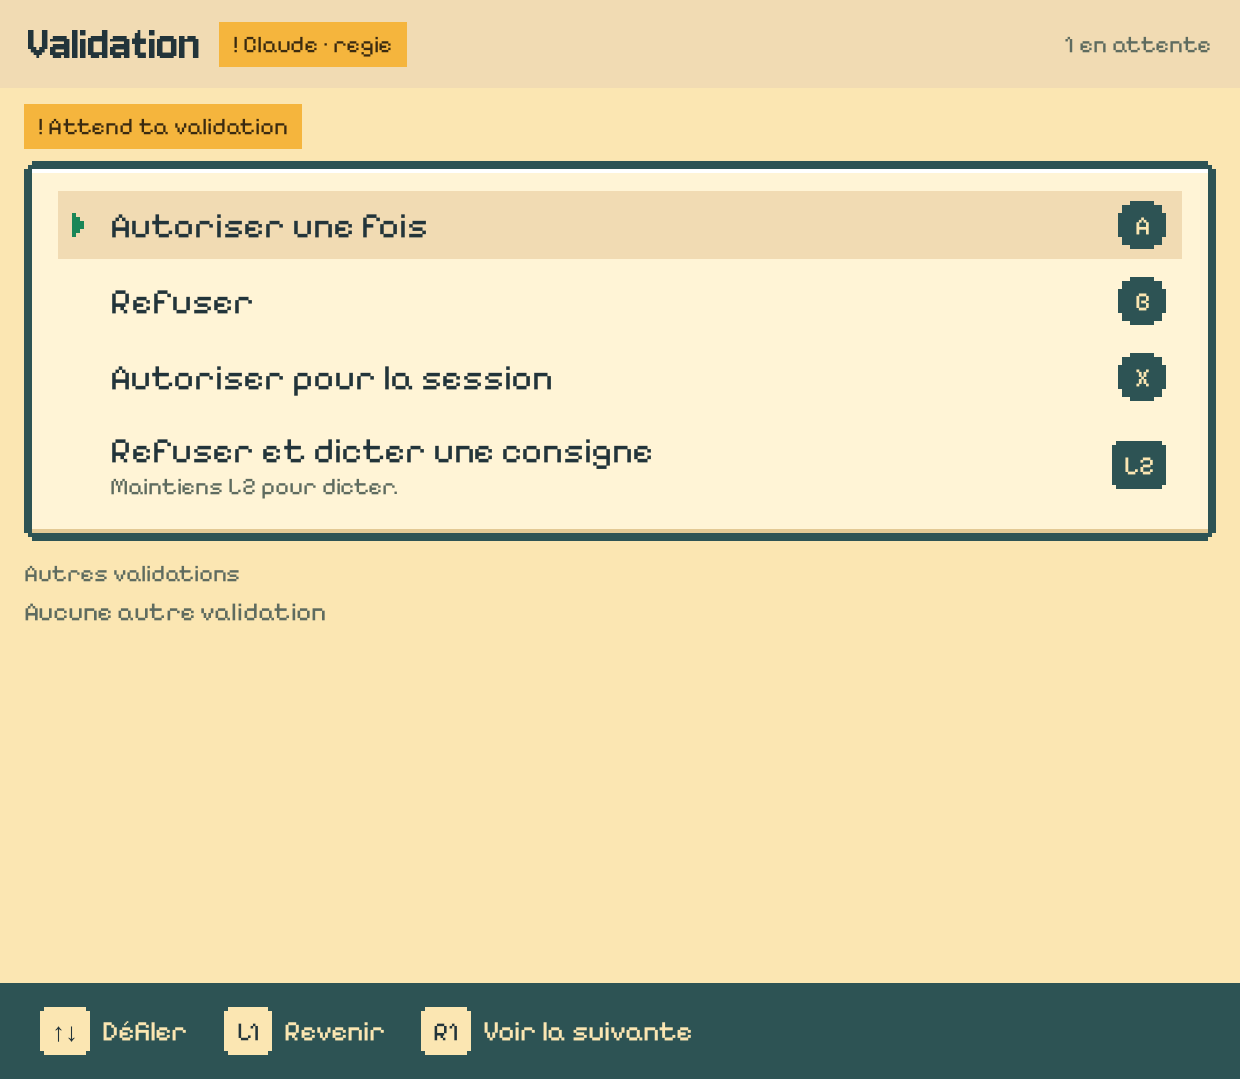 Validation
! Claude · regie
1 en attente
! Attend ta validation
Autoriser une fois
A
Refuser
B
Autoriser pour la session
X
Refuser et dicter une consigne
Maintiens L2 pour dicter.
L2
Autres validations
Aucune autre validation
↑↓ Défiler
L1 Revenir
R1 Voir la suivante